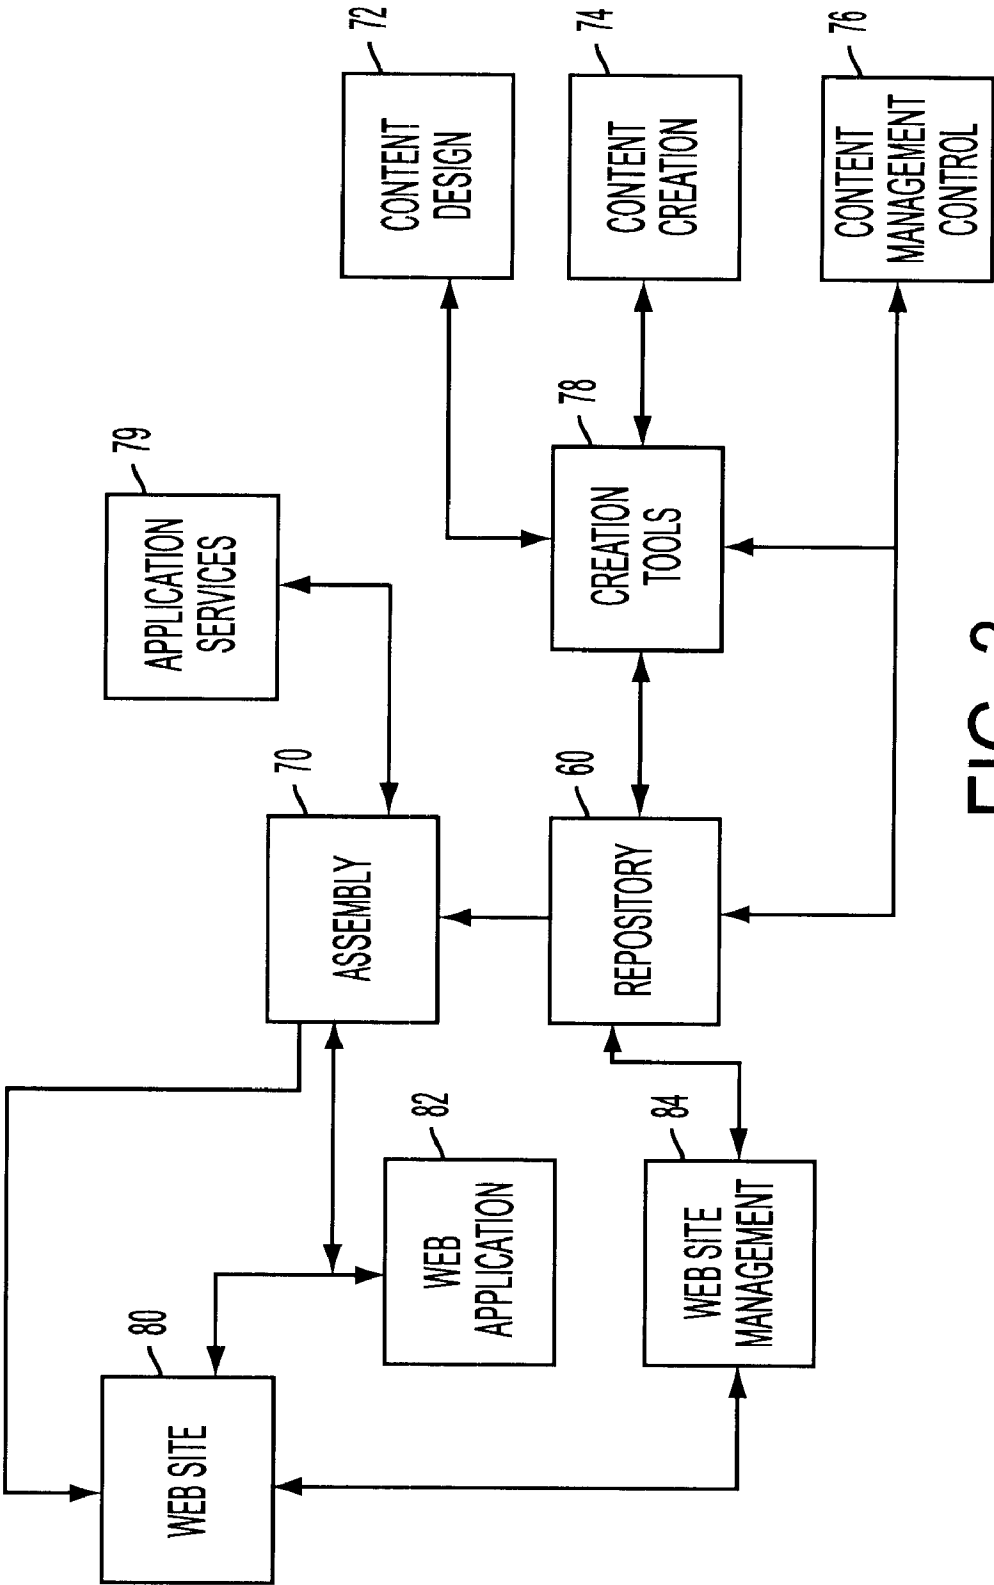 72
CONTENT
DESIGN
74
CONTENT
CREATION
76
CONTENT
MANAGEMENT
CONTROL
79
APPLICATION
SERVICES
78
CREATION
TOOLS
70
ASSEMBLY
60
REPOSITORY
82
WEB
APPLICATION
84
WEB SITE
MANAGEMENT
80
WEB SITE
FIG.